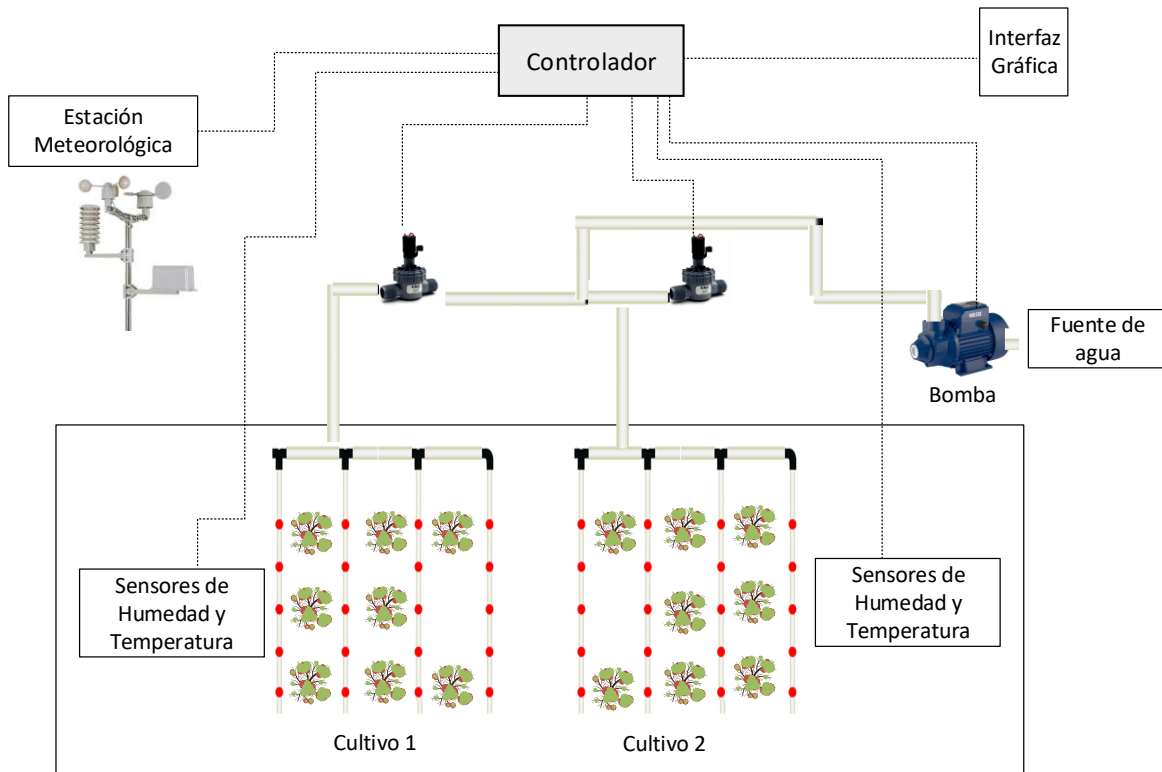 Controlador
Interfaz
Gráfica
Estación
Meteorológica
Fuente de
agua
Bomba
Sensores de
Humedad y
Temperatura
Sensores de
Humedad y
Temperatura
Cultivo 1
Cultivo 2